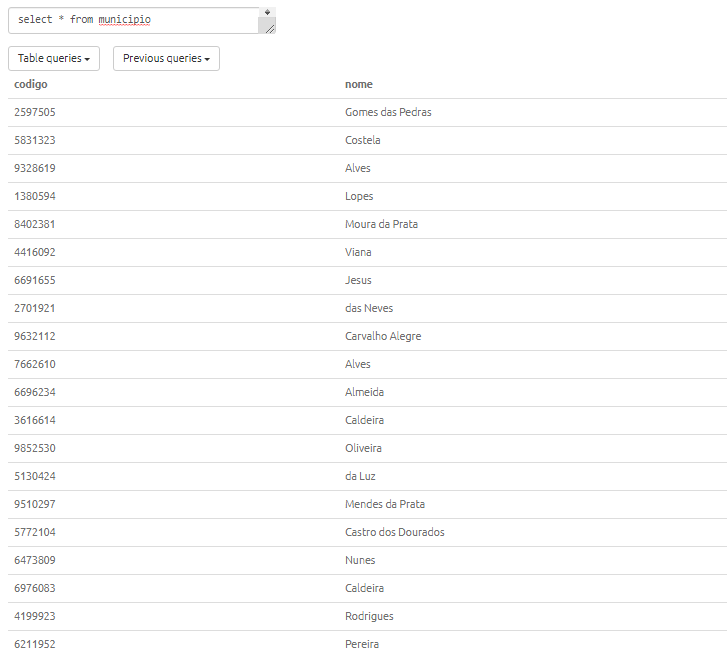 select * from municipio
Table queries Previous queries
codigo nome
2597505 Gomes das Pedras
5831323 Costela
9328619 Alves
1380594 Lopes
8402381 Moura da Prata
4416092 Viana
6691655 Jesus
2701921 das Neves
9632112 Carvalho Alegre
7662610 Alves
6696234 Almeida
3616614 Caldeira
9852530 Oliveira
5130424 da Luz
9510297 Mendes da Prata
5772104 Castro dos Dourados
6473809 Nunes
6976083 Caldeira
4199923 Rodrigues
6211952 Pereira